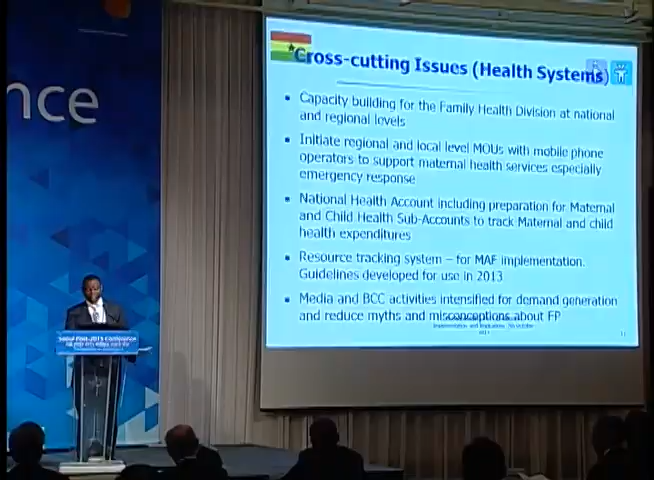 nce
Cross-cutting Issues (Health Systems)
Capacity building for the Family Health Division at national
and regional levels
Initiate regional and local level MOUs with mobile phone
operators to support maternal health services especially
emergency response
National Health Account including preparation for Maternal
and Child Health Sub-Accounts to track Maternal and child
health expenditures
Resource tracking system – for MAF implementation.
Guidelines developed for use in 2013
Media and BCC activities intensified for demand generation
and reduce myths and misconceptions about FP
Post-2015 Conference